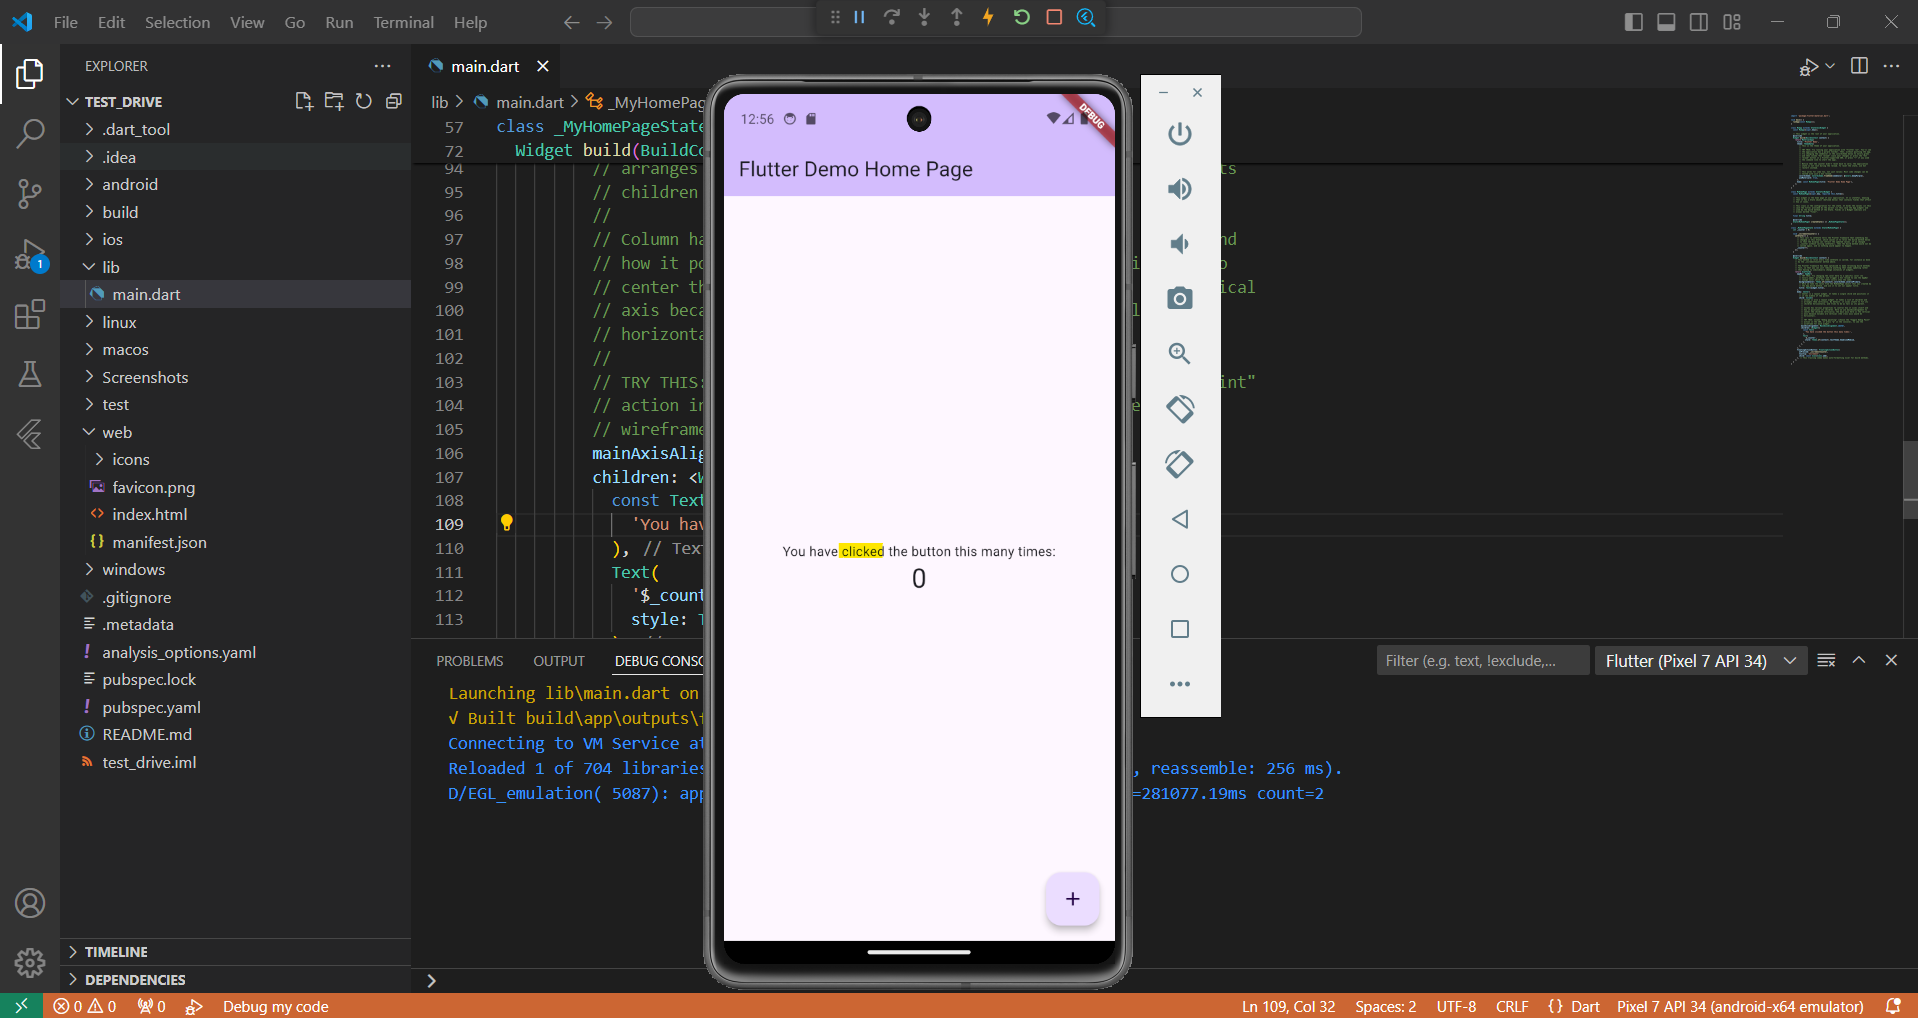 File Edit Selection View Go Run Terminal Help
EXPLORER
TEST_DRIVE
.dart_tool
.idea
android
build
ios
lib
main.dart
linux
macos
Screenshots
test
web
icons
favicon.png
index.html
manifest.json
windows
.gitignore
.metadata
analysis_options.yaml
pubspec.lock
pubspec.yaml
README.md
test_drive.iml
TIMELINE
DEPENDENCIES
1
main.dart
lib > main.dart > _MyHomePag
57 class _MyHomePageState
72 Widget build(BuildCo
94 // arranges ts
95 // children
96 //
97 // Column ha nd
98 // how it po i o
99 // center th ical
100 // axis beca l
101 // horizonta
102 //
103 // TRY THIS: int"
104 // action in e
105 // wireframe
106 mainAxisAlig
107 children: <W
108 const Text
109 'You hav
110 ), // Text
111 Text(
112 '$_count
113 style: T
12:56
DEBUG
Flutter Demo Home Page
You have clicked the button this many times:
0
+
PROBLEMS OUTPUT DEBUG CONSO
Filter (e.g. text, !exclude,...
Flutter (Pixel 7 API 34)
Launching lib\main.dart on
√ Built build\app\outputs\f
Connecting to VM Service at
Reloaded 1 of 704 libraries , reassemble: 256 ms).
D/EGL_emulation( 5087): app =281077.19ms count=2
0 0 0 Debug my code
Ln 109, Col 32 Spaces: 2 UTF-8 CRLF {} Dart Pixel 7 API 34 (android-x64 emulator)